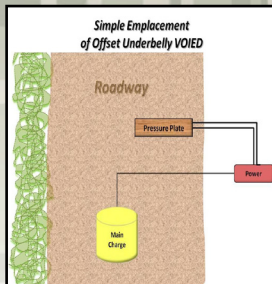 Simple Emplacement
of Offset Underbelly VOIED
Roadway
Pressure Plate
Power
Main
Charge